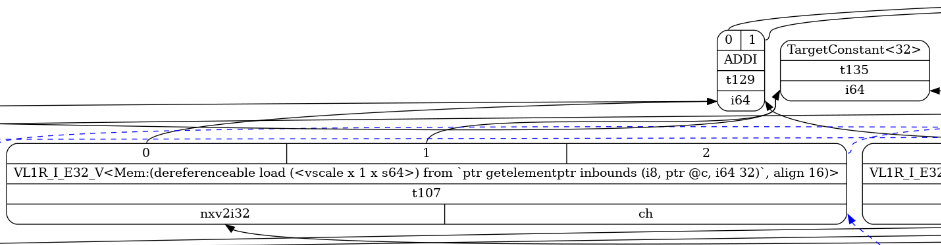 0 1
ADDI
t129
i64
TargetConstant<32>
t135
i64
0 1 2
VL1R_I_E32_V<Mem:(dereferenceable load (<vscale x 1 x s64>) from `ptr getelementptr inbounds (i8, ptr @c, i64 32)`, align 16)>
t107
nxv2i32 ch
VL1R_I_E3